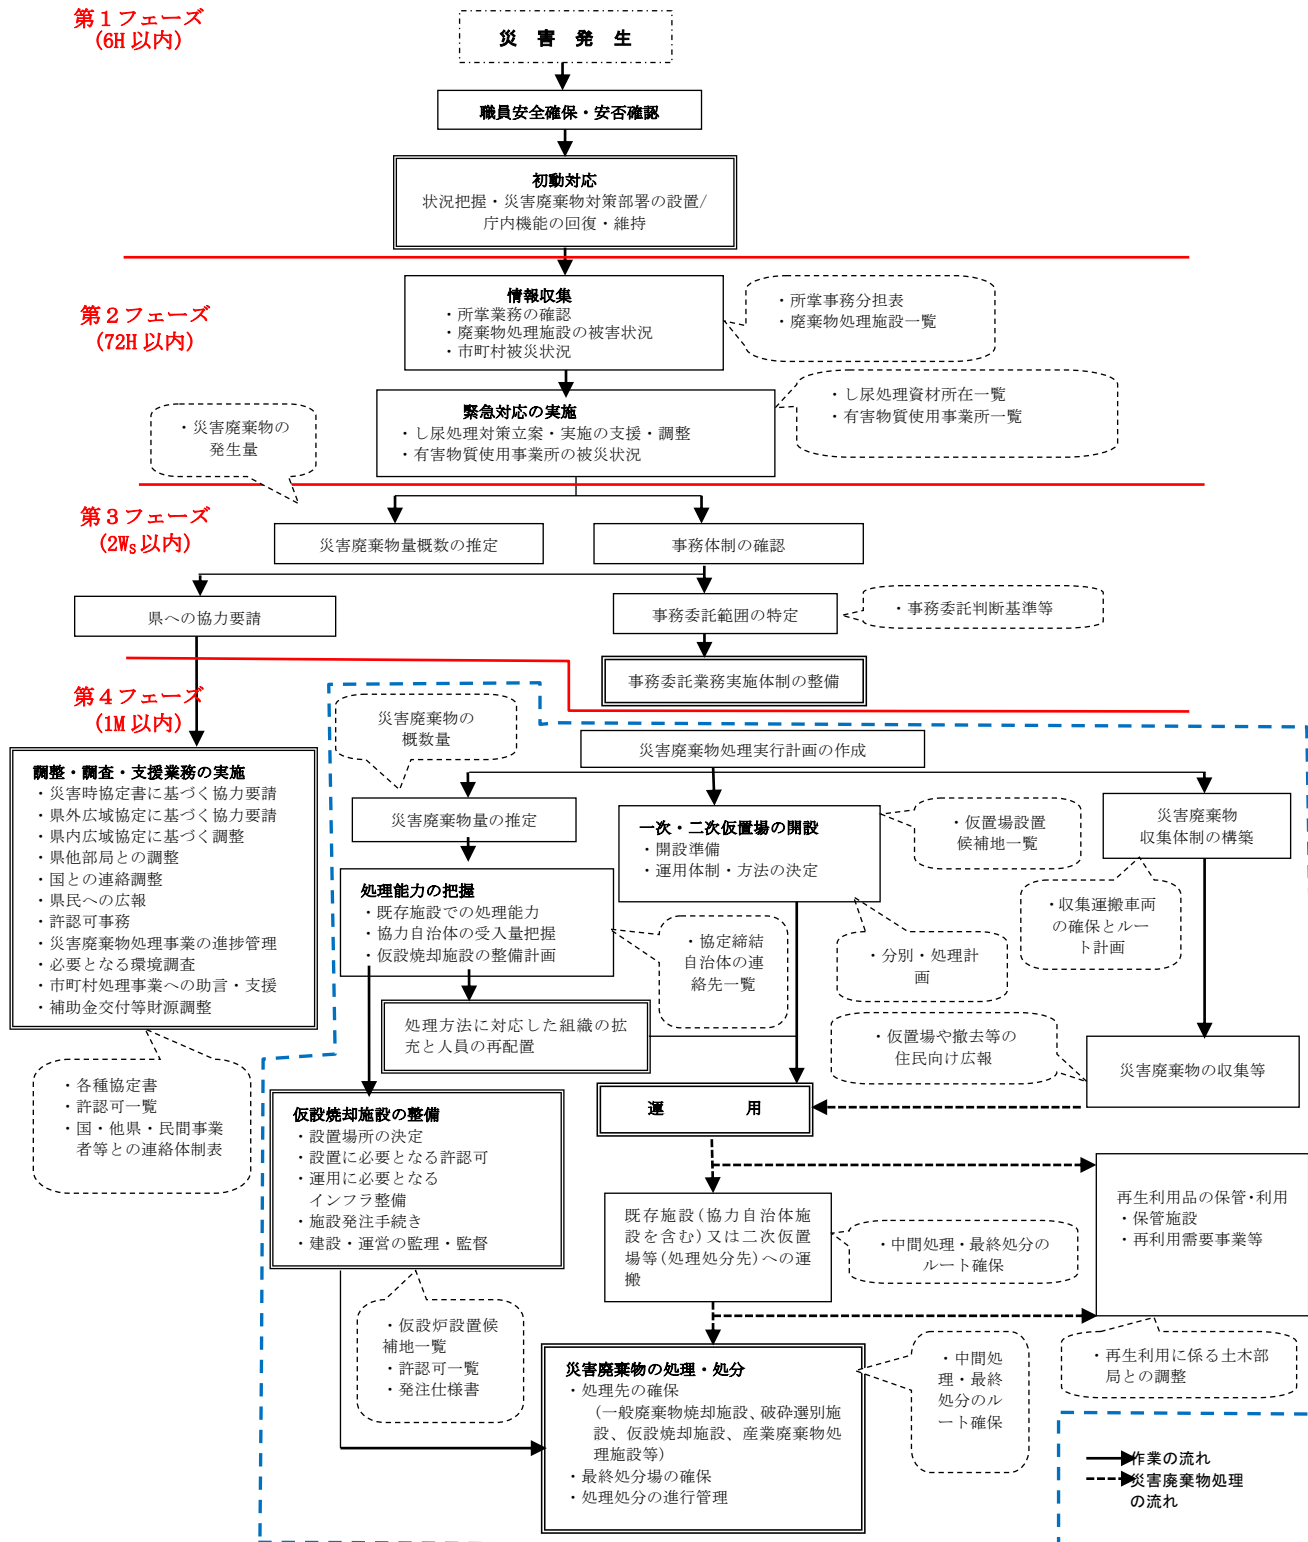 第１フェーズ
(6H 以内)
災　害　発　生
職員安全確保・安否確認
初動対応
状況把握・災害廃棄物対策部署の設置/
庁内機能の回復・維持
第２フェーズ
(72H 以内)
情報収集
・所掌業務の確認
・廃棄物処理施設の被害状況
・市町村被災状況
・所掌事務分担表
・廃棄物処理施設一覧
緊急対応の実施
・し尿処理対策立案・実施の支援・調整
・有害物質使用事業所の被災状況
・し尿処理資材所在一覧
・有害物質使用事業所一覧
・災害廃棄物の
発生量
第３フェーズ
(2Ws 以内)
災害廃棄物量概数の推定
事務体制の確認
県への協力要請
事務委託範囲の特定
・事務委託判断基準等
事務委託業務実施体制の整備
第４フェーズ
(1M 以内)
災害廃棄物の
概数量
災害廃棄物処理実行計画の作成
調整・調査・支援業務の実施
・災害時協定書に基づく協力要請
・県外広域協定に基づく協力要請
・県内広域協定に基づく調整
・県他部局との調整
・国との連絡調整
・県民への広報
・許認可事務
・災害廃棄物処理事業の進捗管理
・必要となる環境調査
・市町村処理事業への助言・支援
・補助金交付等財源調整
・各種協定書
・許認可一覧
・国・他県・民間事業
者等との連絡体制表
災害廃棄物量の推定
一次・二次仮置場の開設
・開設準備
・運用体制・方法の決定
・仮置場設置
候補地一覧
災害廃棄物
収集体制の構築
処理能力の把握
・既存施設での処理能力
・協力自治体の受入量把握
・仮設焼却施設の整備計画
・協定締結
自治体の連
絡先一覧
・分別・処理計
画
・収集運搬車両
の確保とルー
ト計画
処理方法に対応した組織の拡
充と人員の再配置
・仮置場や撤去等の
住民向け広報
災害廃棄物の収集等
仮設焼却施設の整備
・設置場所の決定
・設置に必要となる許認可
・運用に必要となる
インフラ整備
・施設発注手続き
・建設・運営の監理・監督
運　　　用
既存施設(協力自治体施
設を含む)又は二次仮置
場等(処理処分先)への運
搬
・中間処理・最終処分の
ルート確保
再生利用品の保管・利用
・保管施設
・再利用需要事業等
・仮設炉設置候
補地一覧
・許認可一覧
・発注仕様書
災害廃棄物の処理・処分
・処理先の確保
(一般廃棄物焼却施設、破砕選別施
設、仮設焼却施設、産業廃棄物処
理施設等)
・最終処分場の確保
・処理処分の進行管理
・中間処
理・最終
処分のル
ート確保
・再生利用に係る土木部
局との調整
作業の流れ
災害廃棄物処理
の流れ